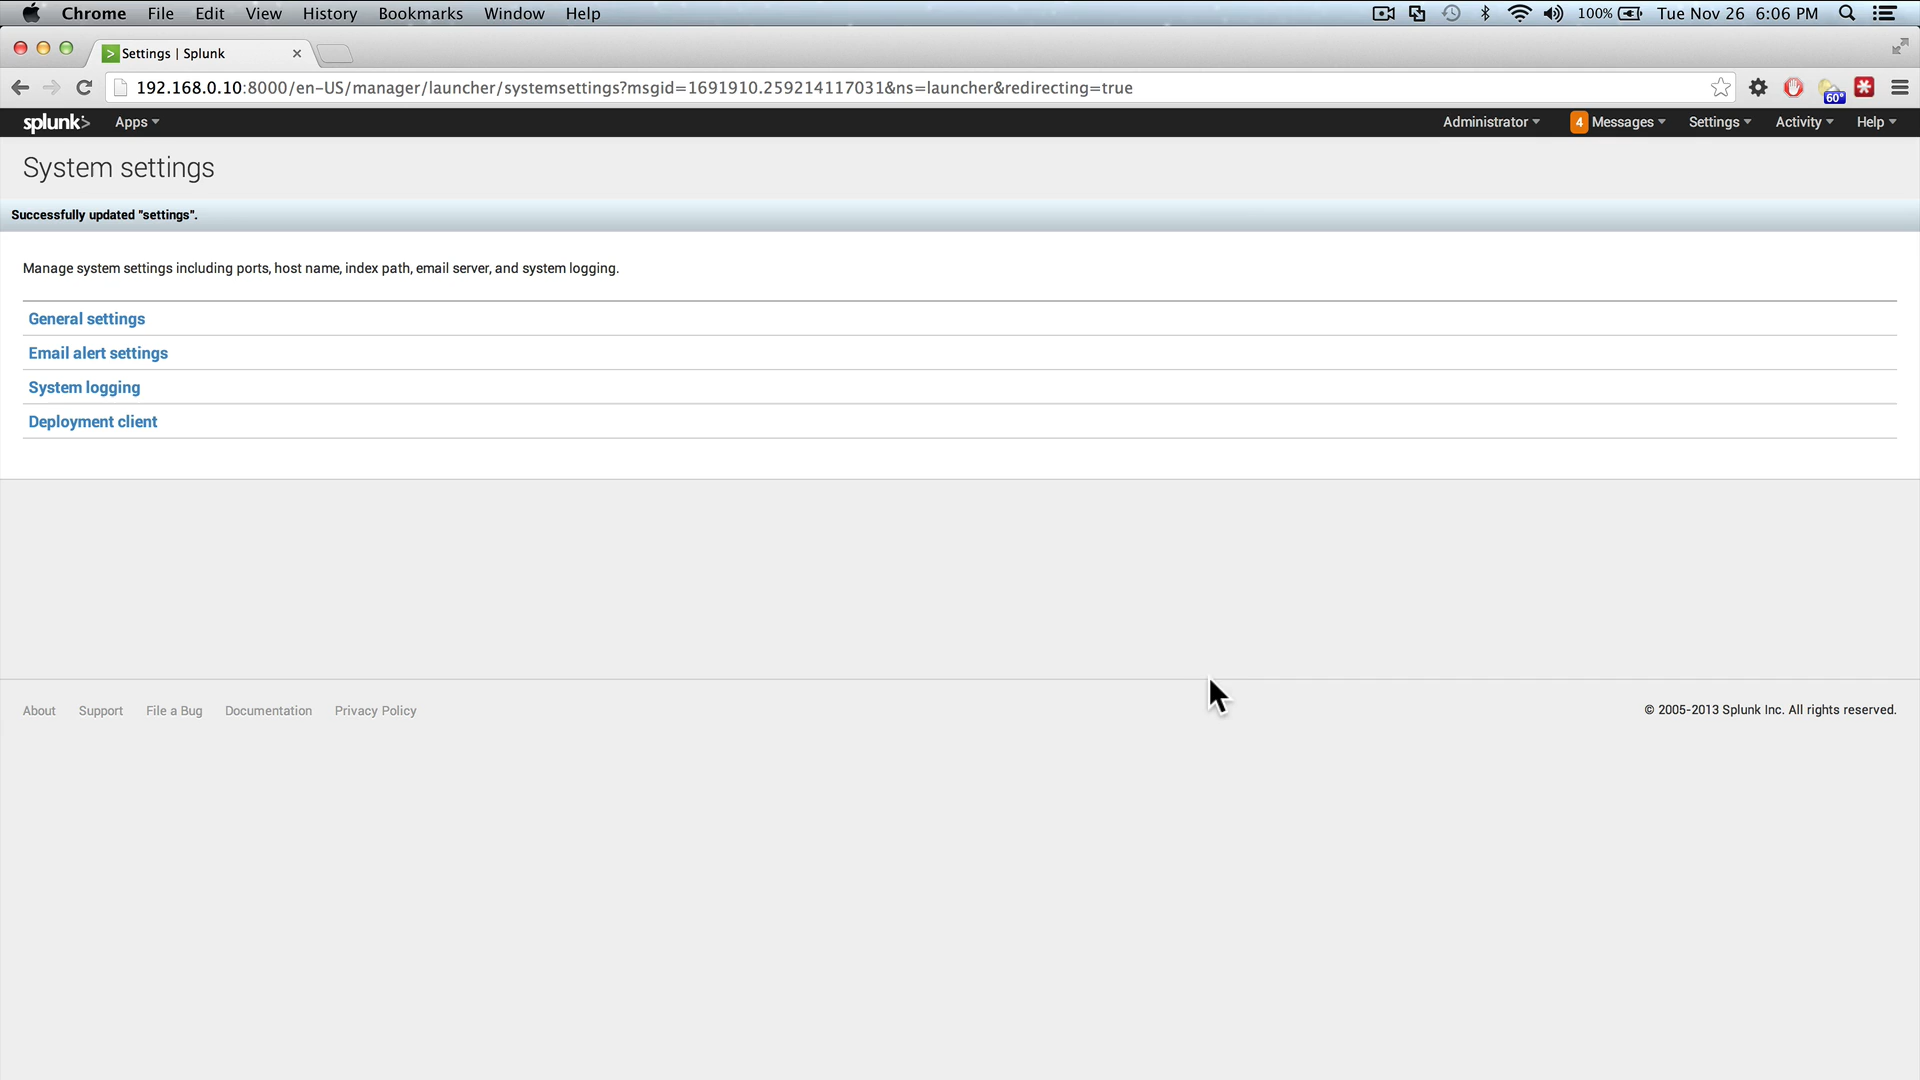 Chrome File Edit View History Bookmarks Window Help 100% Tue Nov 26 6:06 PM
Settings | Splunk
192.168.0.10:8000/en-US/manager/launcher/systemsettings?msgid=1691910.259214117031&ns=launcher&redirecting=true 60°
splunk> Apps Administrator 4 Messages Settings Activity Help
System settings
Successfully updated "settings".
Manage system settings including ports, host name, index path, email server, and system logging.
General settings
Email alert settings
System logging
Deployment client
About Support File a Bug Documentation Privacy Policy © 2005-2013 Splunk Inc. All rights reserved.